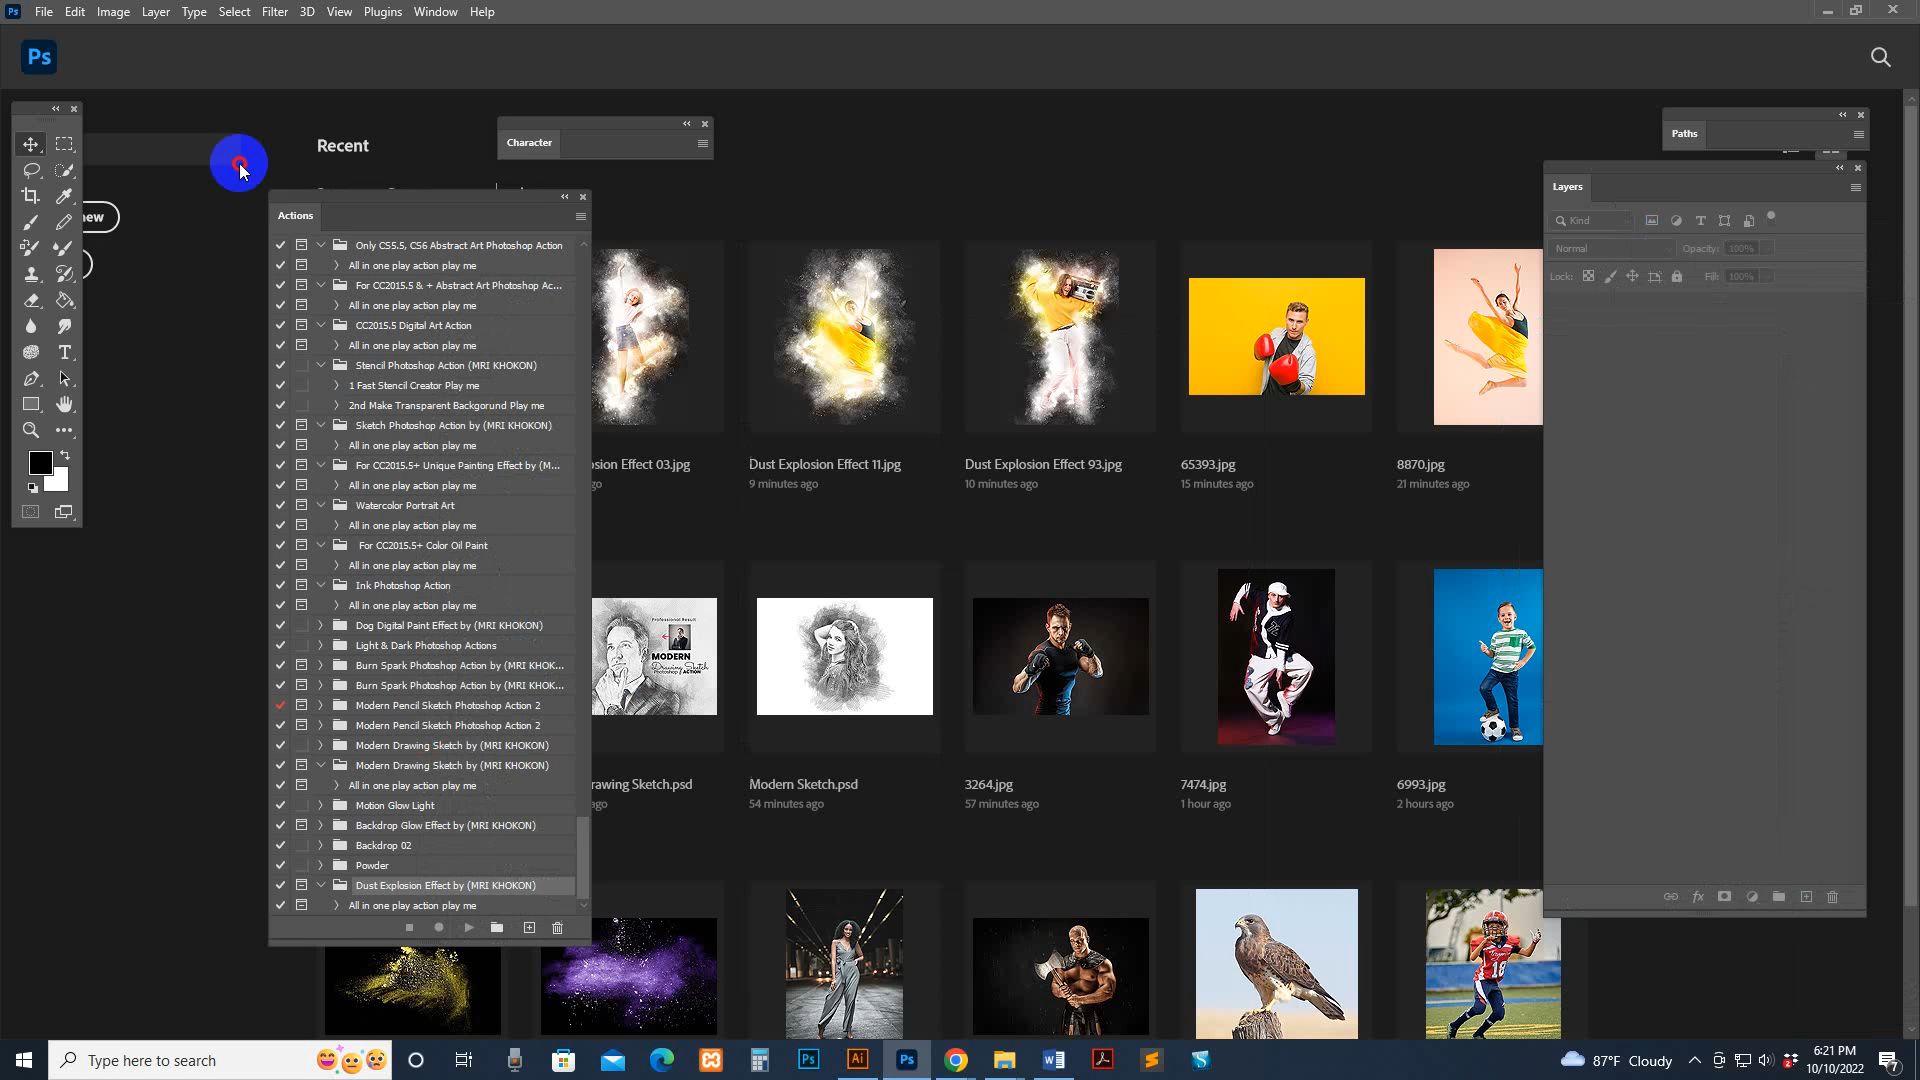 Ps
File Edit Image Layer Type Select Filter 3D View Plugins Window Help
Ps
Recent
Character
Paths
Layers
Kind
Normal
Opacity: 100%
Lock:
Fill: 100%
ew
Actions
Only CS5.5, CS6 Abstract Art Photoshop Action
All in one play action play me
For CC2015.5 & + Abstract Art Photoshop Ac...
All in one play action play me
CC2015.5 Digital Art Action
All in one play action play me
Stencil Photoshop Action (MRI KHOKON)
1 Fast Stencil Creator Play me
2nd Make Transparent Backgorund Play me
Sketch Photoshop Action by (MRI KHOKON)
All in one play action play me
For CC2015.5+ Unique Painting Effect by (M...
All in one play action play me
Watercolor Portrait Art
All in one play action play me
For CC2015.5+ Color Oil Paint
All in one play action play me
Ink Photoshop Action
All in one play action play me
Dog Digital Paint Effect by (MRI KHOKON)
Light & Dark Photoshop Actions
Burn Spark Photoshop Action by (MRI KHOK...
Burn Spark Photoshop Action by (MRI KHOK...
Modern Pencil Sketch Photoshop Action 2
Modern Pencil Sketch Photoshop Action 2
Modern Drawing Sketch by (MRI KHOKON)
Modern Drawing Sketch by (MRI KHOKON)
All in one play action play me
Motion Glow Light
Backdrop Glow Effect by (MRI KHOKON)
Backdrop 02
Powder
Dust Explosion Effect by (MRI KHOKON)
All in one play action play me
sion Effect 03.jpg
go
Dust Explosion Effect 11.jpg
9 minutes ago
Dust Explosion Effect 93.jpg
10 minutes ago
65393.jpg
15 minutes ago
8870.jpg
21 minutes ago
Professional Result
MODERN
Drawing Sketch
Photoshop ACTION
rawing Sketch.psd
ago
Modern Sketch.psd
54 minutes ago
3264.jpg
57 minutes ago
7474.jpg
1 hour ago
6993.jpg
2 hours ago
18
Type here to search
Ps
Ai
Ps
87°F Cloudy
6:21 PM
10/10/2022
2
7